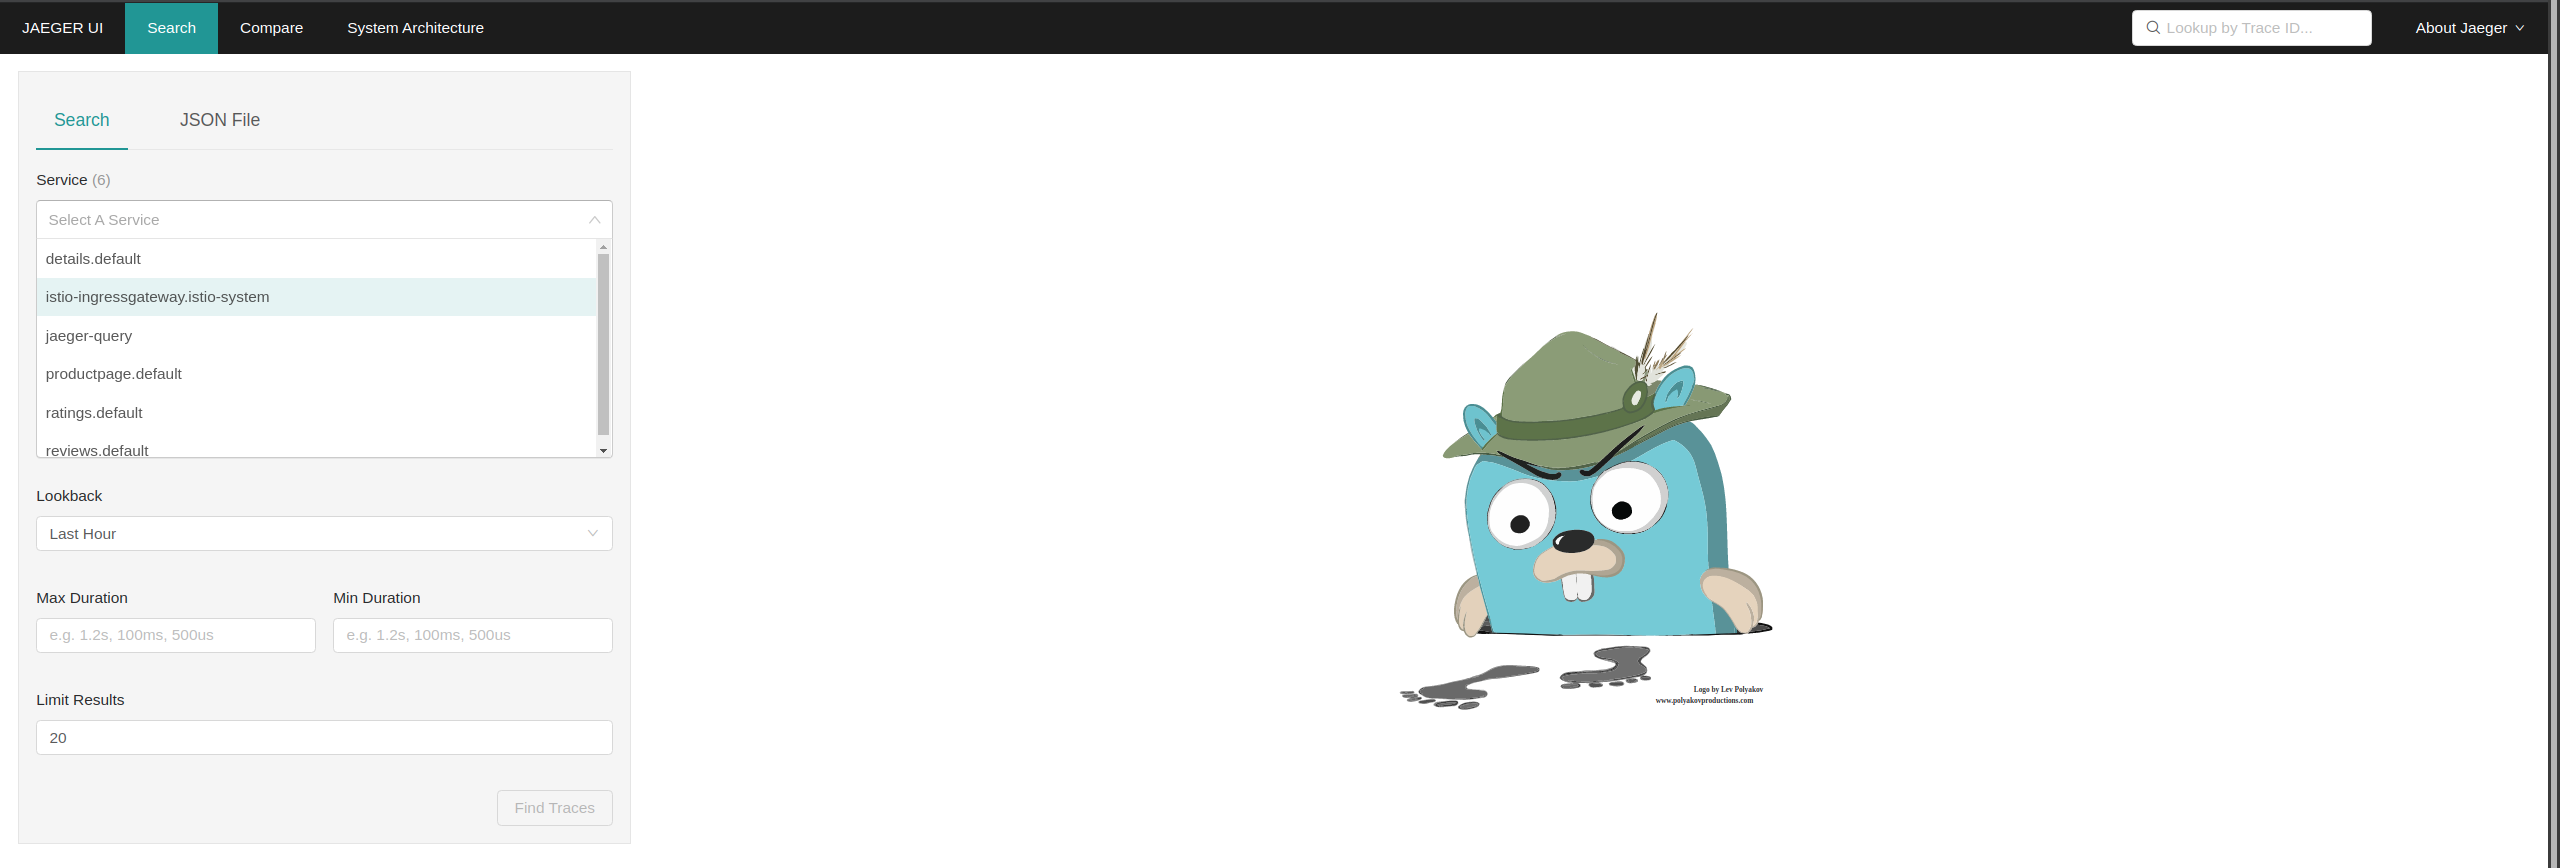 JAEGER UI Search Compare System Architecture Lookup by Trace ID... About Jaeger
Search JSON File
Service (6)
Select A Service
details.default
istio-ingressgateway.istio-system
jaeger-query
productpage.default
ratings.default
reviews.default
Lookback
Last Hour
Max Duration Min Duration
e.g. 1.2s, 100ms, 500us e.g. 1.2s, 100ms, 500us
Limit Results
20
Find Traces
Logo by Lev Polyakov
www.polyakovproductions.com